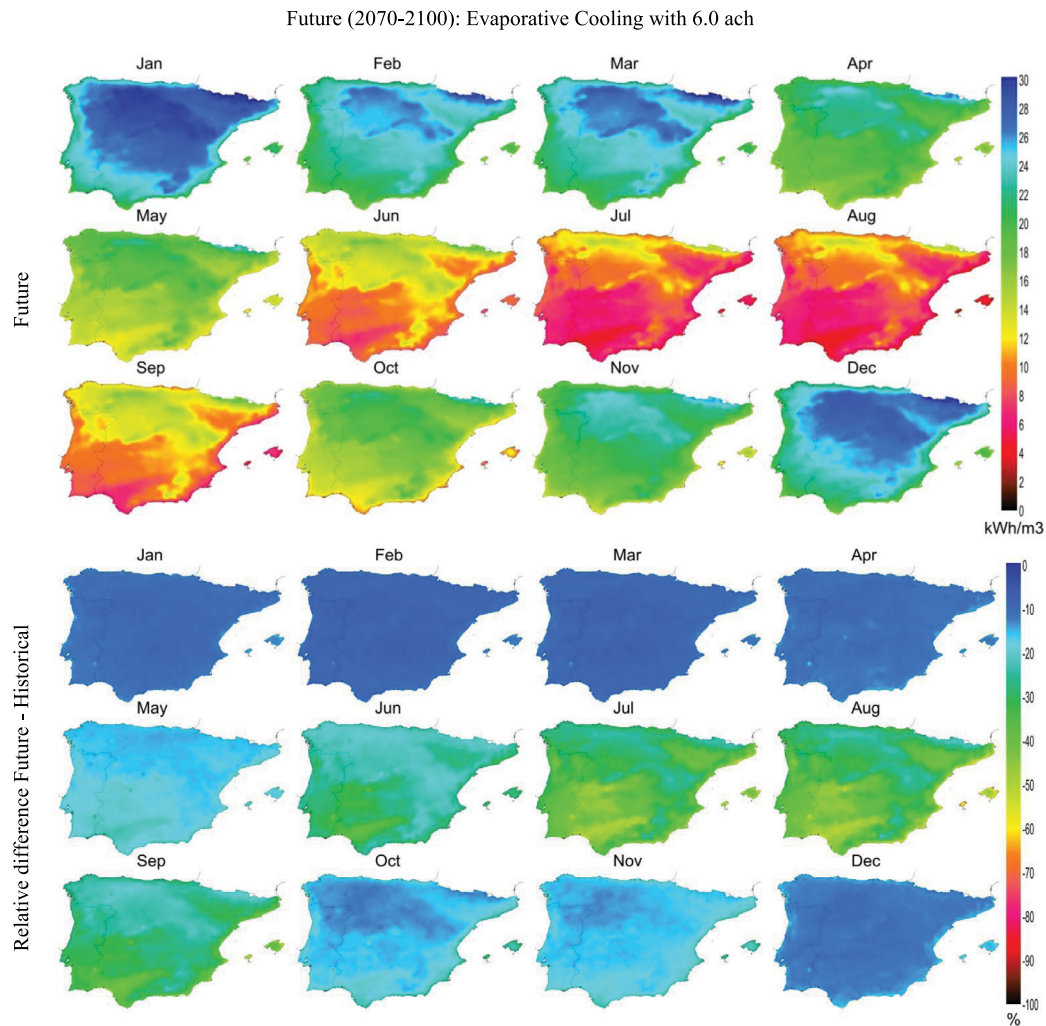 Future (2070-2100): Evaporative Cooling with 6.0 ach
Jan Feb Mar Apr
May Jun Jul Aug
Sep Oct Nov Dec
Future
30
28
26
24
22
20
18
16
14
12
10
8
6
4
2
0
kWh/m3
Jan Feb Mar Apr
May Jun Jul Aug
Sep Oct Nov Dec
Relative difference Future - Historical
0
-10
-20
-30
-40
-50
-60
-70
-80
-90
-100
%